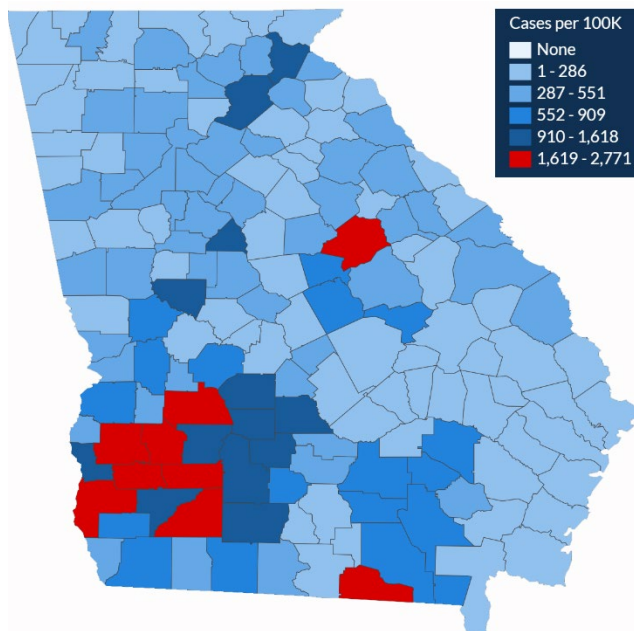 Cases per 100K
None
1 - 286
287 - 551
552 - 909
910 - 1,618
1,619 - 2,771